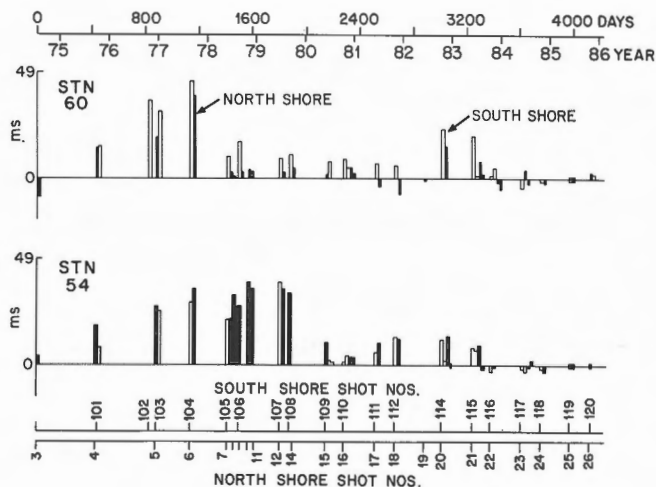 0 800 1600 2400 3200 4000 DAYS
75 76 77 78 79 80 81 82 83 84 85 86 YEAR
49
STN
60
NORTH SHORE
SOUTH SHORE
ms
0
49
STN
54
ms
0
SOUTH SHORE SHOT NOS.
101 102 103 104 105 106 107 108 109 110 111 112 114 115 116 117 118 119 120
3 4 5 6 7 11 12 14 15 16 17 18 19 20 21 22 23 24 25 26
NORTH SHORE SHOT NOS.